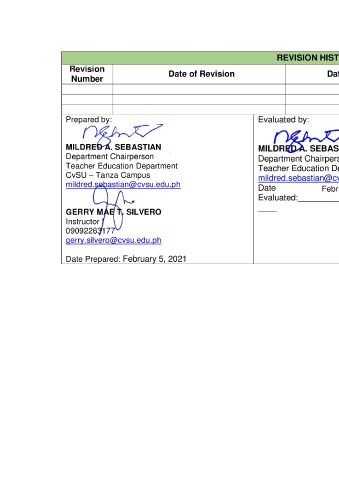 REVISION HIST
Revision Number
Date of Revision
Dat
Prepared by:
MILDRED A. SEBASTIAN
Department Chairperson
Teacher Education Department
CvSU – Tanza Campus
mildred.sebastian@cvsu.edu.ph
GERRY MAE T. SILVERO
Instructor I
09092263177
gerry.silvero@cvsu.edu.ph
Date Prepared: February 5, 2021
Evaluated by:
MILDRED A. SEBAS
Department Chairpers
Teacher Education De
mildred.sebastian@cv
Date Febr
Evaluated:________
____